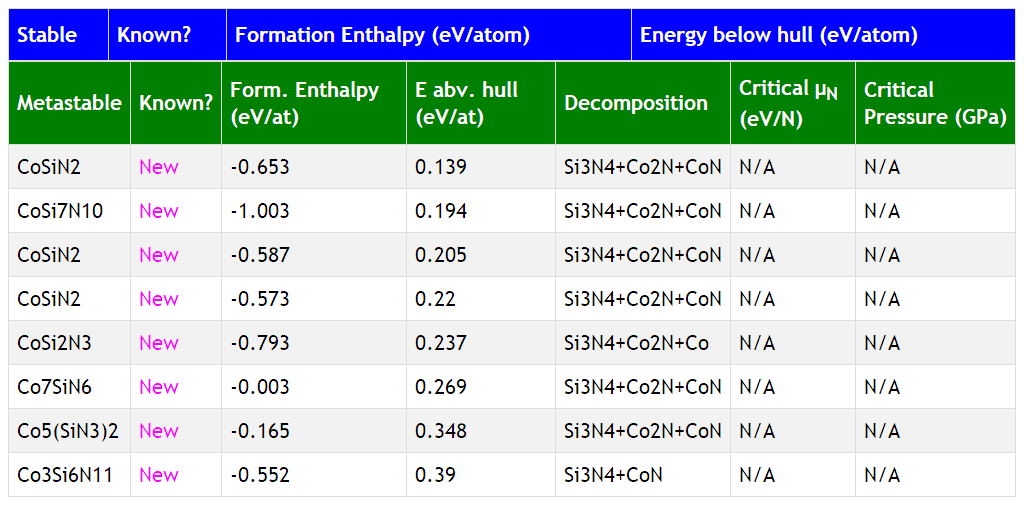 Stable Known? Formation Enthalpy (eV/atom) Energy below hull (eV/atom)
Metastable Known? Form. Enthalpy (eV/at) E abv. hull (eV/at) Decomposition Critical μN (eV/N) Critical Pressure (GPa)
CoSiN2 New -0.653 0.139 Si3N4+Co2N+CoN N/A N/A
CoSi7N10 New -1.003 0.194 Si3N4+Co2N+CoN N/A N/A
CoSiN2 New -0.587 0.205 Si3N4+Co2N+CoN N/A N/A
CoSiN2 New -0.573 0.22 Si3N4+Co2N+CoN N/A N/A
CoSi2N3 New -0.793 0.237 Si3N4+Co2N+Co N/A N/A
Co7SiN6 New -0.003 0.269 Si3N4+Co2N+CoN N/A N/A
Co5(SiN3)2 New -0.165 0.348 Si3N4+Co2N+CoN N/A N/A
Co3Si6N11 New -0.552 0.39 Si3N4+CoN N/A N/A